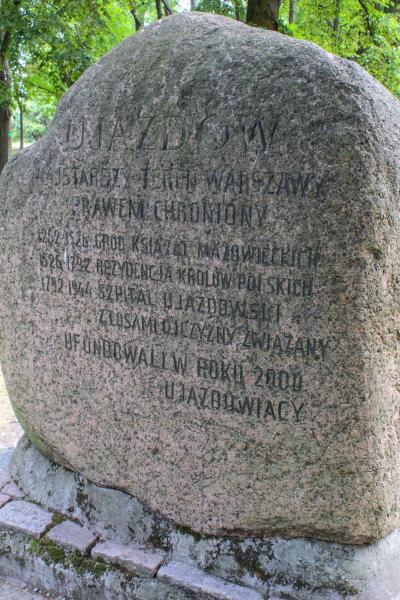 UJAZDÓW
NAJSTARSZY TEREN WARSZAWY
PRAWEM CHRONIONY
1262 1526 GRÓD KSIĄŻĄT MAZOWIECKICH
1526 1792 REZYDENCJA KRÓLÓW POLSKICH
1792 1944 SZPITAL UJAZDOWSKI
Z LOSAMI OJCZYZNY ZWIĄZANY
UFUNDOWALI W ROKU 2000
UJAZDOWIACY